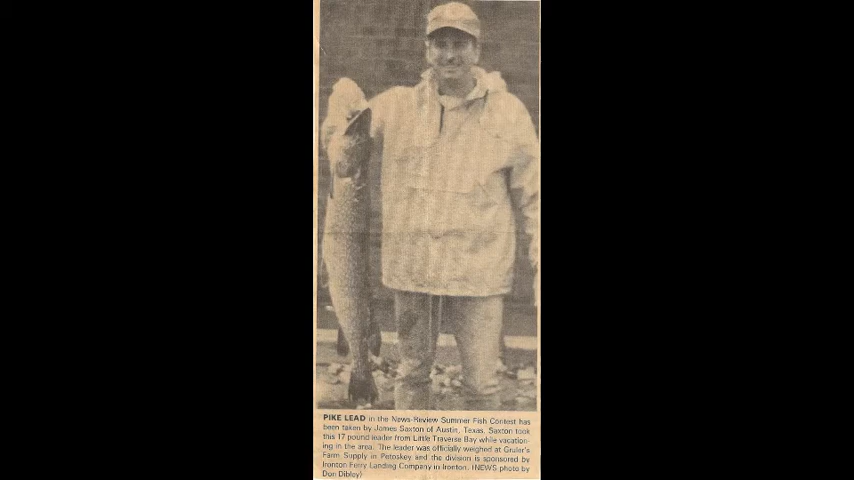 PIKE LEAD in the News-Review Summer Fish Contest has
been taken by James Saxton of Austin, Texas. Saxton took
this 17 pound leader from Little Traverse Bay while vacation-
ing in the area. The leader was officially weighed at Gruler's
Farm Supply in Petoskey and the division is sponsored by
Ironton Ferry Landing Company in Ironton. (NEWS photo by
Don Dibley)